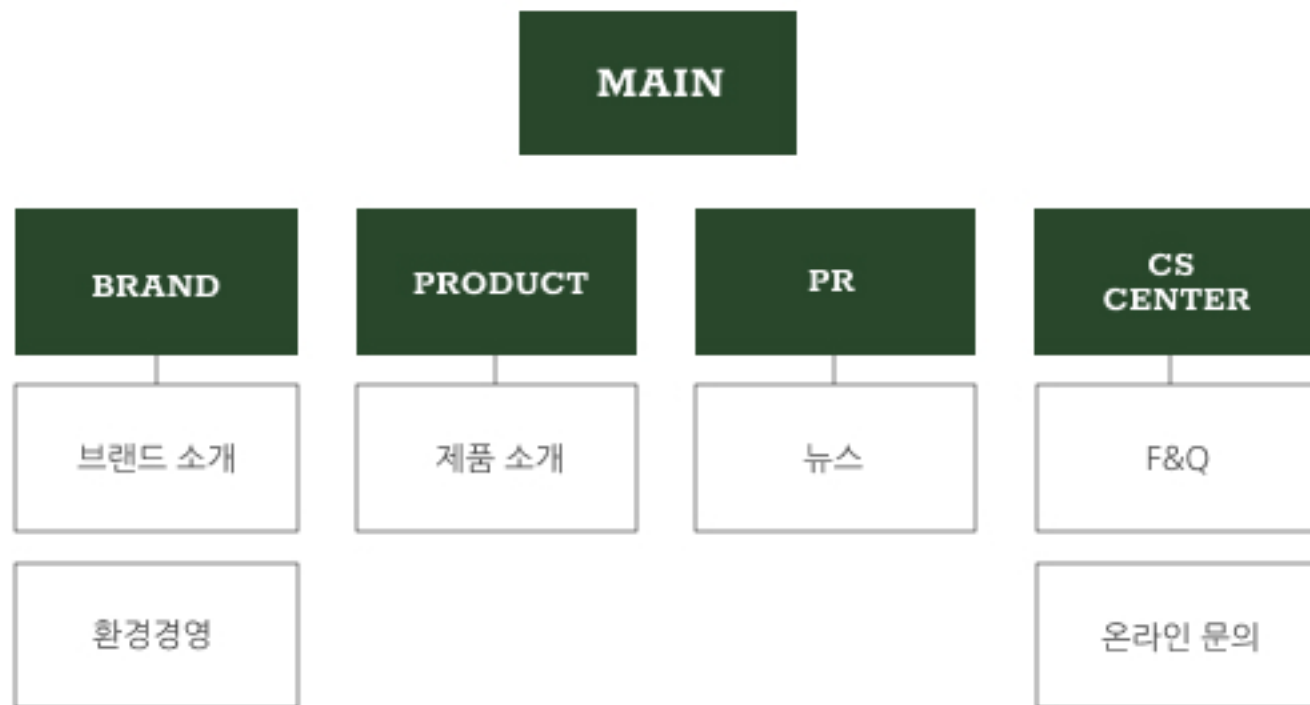 MAIN
BRAND
PRODUCT
PR
CS
CENTER
브랜드 소개
제품 소개
뉴스
F&Q
환경경영
온라인 문의